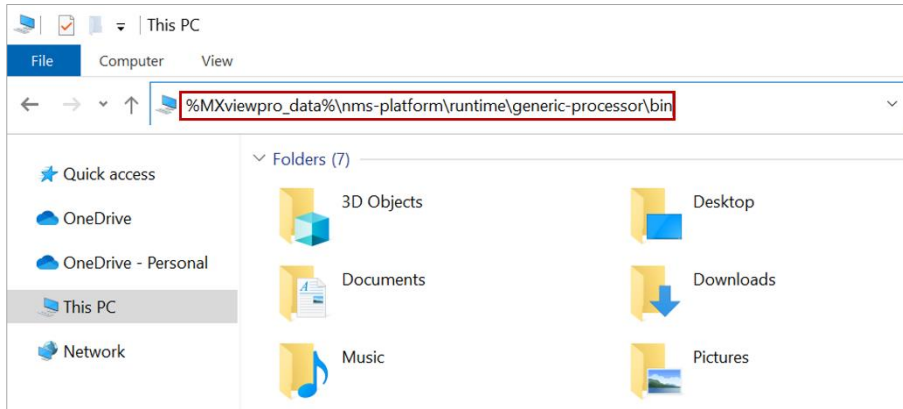 This PC
File Computer View
%MXviewpro_data%\nms-platform\runtime\generic-processor\bin
Quick access
OneDrive
OneDrive - Personal
This PC
Network
Folders (7)
3D Objects
Desktop
Documents
Downloads
Music
Pictures